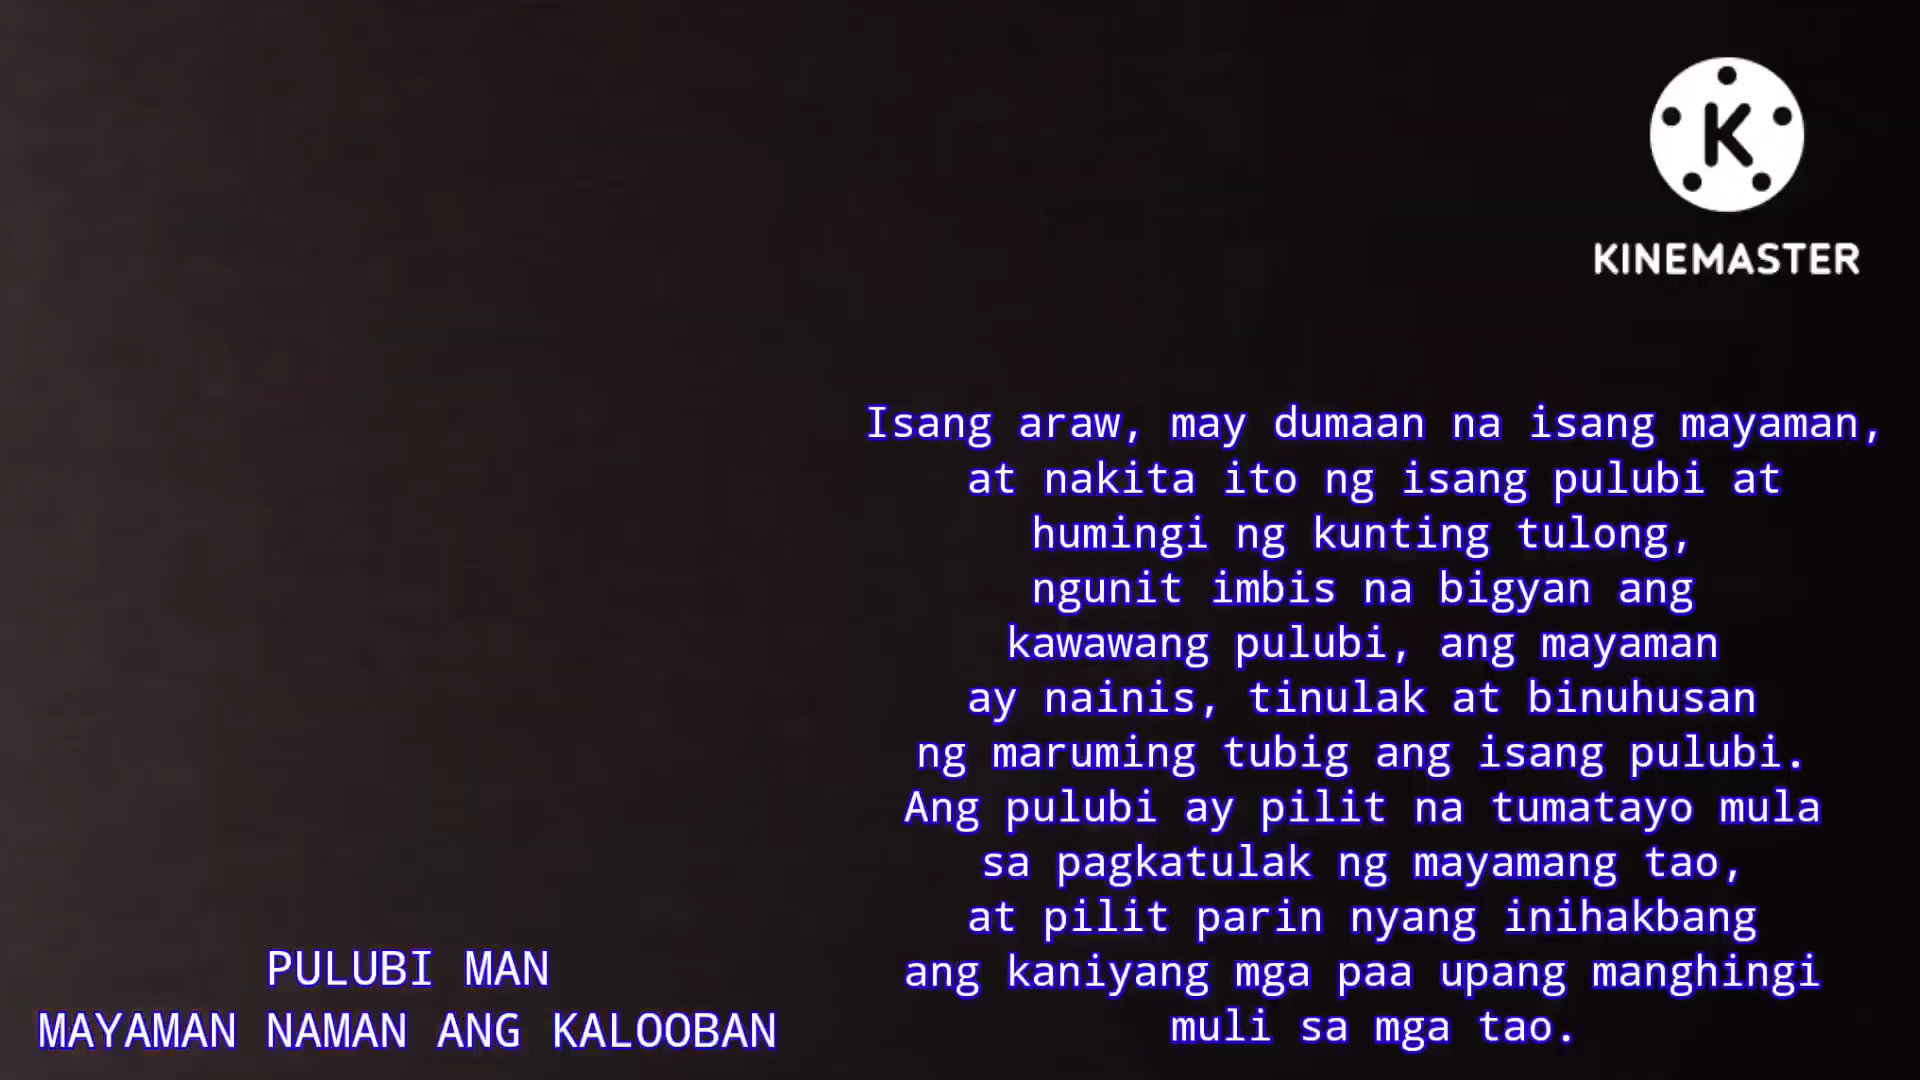 KINEMASTER
Isang araw, may dumaan na isang mayaman,
at nakita ito ng isang pulubi at
humingi ng kunting tulong,
ngunit imbis na bigyan ang
kawawang pulubi, ang mayaman
ay nainis, tinulak at binuhusan
ng maruming tubig ang isang pulubi.
Ang pulubi ay pilit na tumatayo mula
sa pagkatulak ng mayamang tao,
at pilit parin nyang inihakbang
ang kaniyang mga paa upang manghingi
muli sa mga tao.
PULUBI MAN
MAYAMAN NAMAN ANG KALOOBAN